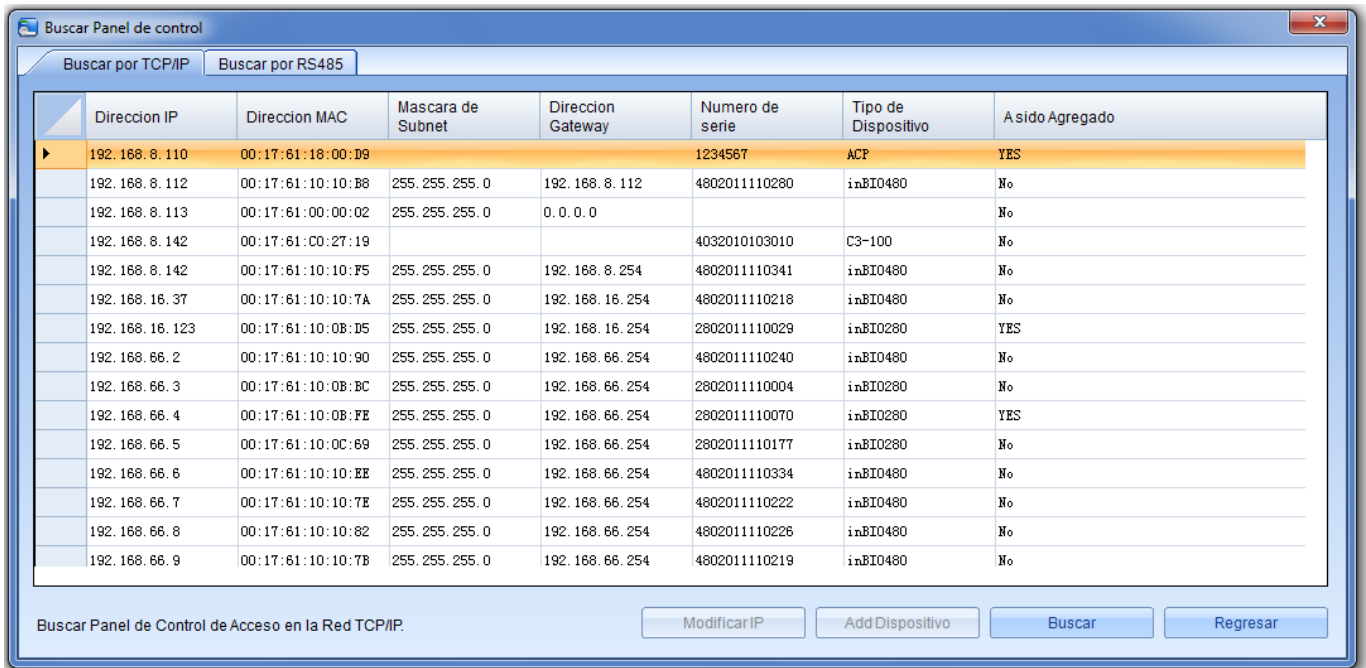 Buscar Panel de control
Buscar por TCP/IP Buscar por RS485
Direccion IP Direccion MAC Mascara de Subnet Direccion Gateway Numero de serie Tipo de Dispositivo A sido Agregado
192.168.8.110 00:17:61:18:00:D9 1234567 ACP YES
192.168.8.112 00:17:61:10:10:B8 255.255.255.0 192.168.8.112 4802011110280 inBIO480 No
192.168.8.113 00:17:61:00:00:02 255.255.255.0 0.0.0.0 No
192.168.8.142 00:17:61:C0:27:19 4032010103010 C3-100 No
192.168.8.142 00:17:61:10:10:F5 255.255.255.0 192.168.8.254 4802011110341 inBIO480 No
192.168.16.37 00:17:61:10:10:7A 255.255.255.0 192.168.16.254 4802011110218 inBIO480 No
192.168.16.123 00:17:61:10:0B:D5 255.255.255.0 192.168.16.254 2802011110029 inBIO280 YES
192.168.66.2 00:17:61:10:10:90 255.255.255.0 192.168.66.254 4802011110240 inBIO480 No
192.168.66.3 00:17:61:10:0B:BC 255.255.255.0 192.168.66.254 2802011110004 inBIO280 No
192.168.66.4 00:17:61:10:0B:FE 255.255.255.0 192.168.66.254 2802011110070 inBIO280 YES
192.168.66.5 00:17:61:10:0C:69 255.255.255.0 192.168.66.254 2802011110177 inBIO280 No
192.168.66.6 00:17:61:10:10:EE 255.255.255.0 192.168.66.254 4802011110334 inBIO480 No
192.168.66.7 00:17:61:10:10:7E 255.255.255.0 192.168.66.254 4802011110222 inBIO480 No
192.168.66.8 00:17:61:10:10:82 255.255.255.0 192.168.66.254 4802011110226 inBIO480 No
192.168.66.9 00:17:61:10:10:7B 255.255.255.0 192.168.66.254 4802011110219 inBIO480 No
Buscar Panel de Control de Acceso en la Red TCP/IP. Modificar IP Add Dispositivo Buscar Regresar